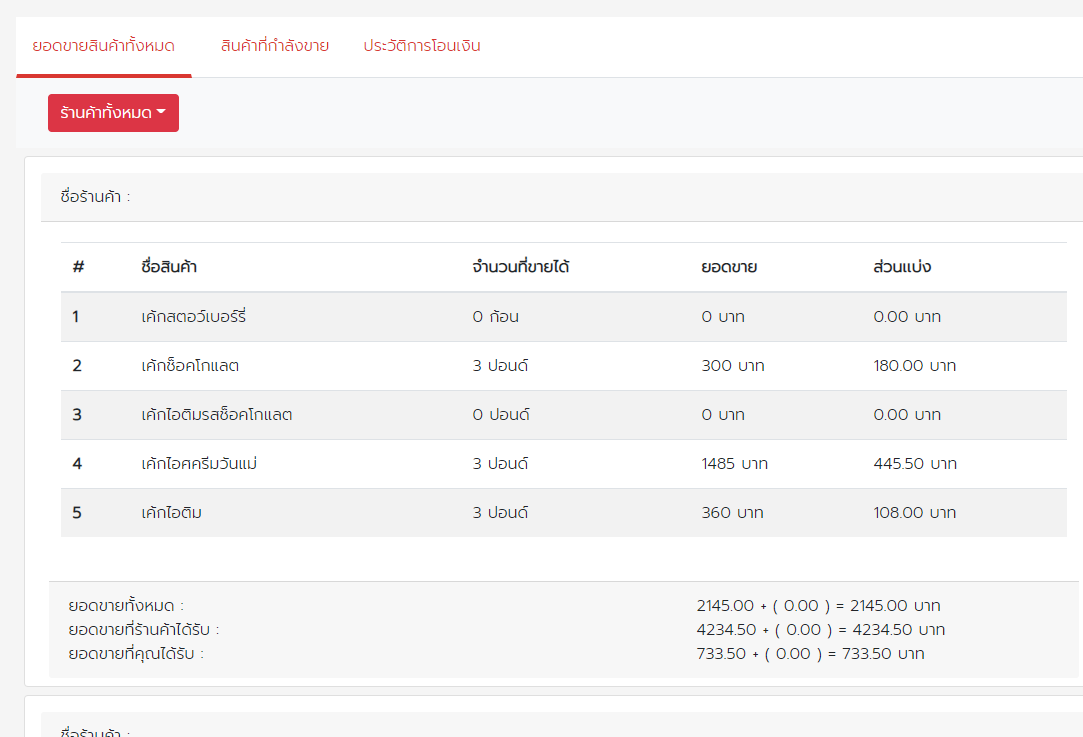 ยอดขายสินค้าทั้งหมด สินค้าที่กำลังขาย ประวัติการโอนเงิน
ร้านค้าทั้งหมด
ชื่อร้านค้า :
# ชื่อสินค้า จำนวนที่ขายได้ ยอดขาย ส่วนแบ่ง
1 เค้กสตอว์เบอร์รี่ 0 ก้อน 0 บาท 0.00 บาท
2 เค้กช็อคโกแลต 3 ปอนด์ 300 บาท 180.00 บาท
3 เค้กไอติมรสช็อคโกแลต 0 ปอนด์ 0 บาท 0.00 บาท
4 เค้กไอศครีมวันแม่ 3 ปอนด์ 1485 บาท 445.50 บาท
5 เค้กไอติม 3 ปอนด์ 360 บาท 108.00 บาท
ยอดขายทั้งหมด : 2145.00 + ( 0.00 ) = 2145.00 บาท
ยอดขายที่ร้านค้าได้รับ : 4234.50 + ( 0.00 ) = 4234.50 บาท
ยอดขายที่คุณได้รับ : 733.50 + ( 0.00 ) = 733.50 บาท
ชื่อร้านค้า :